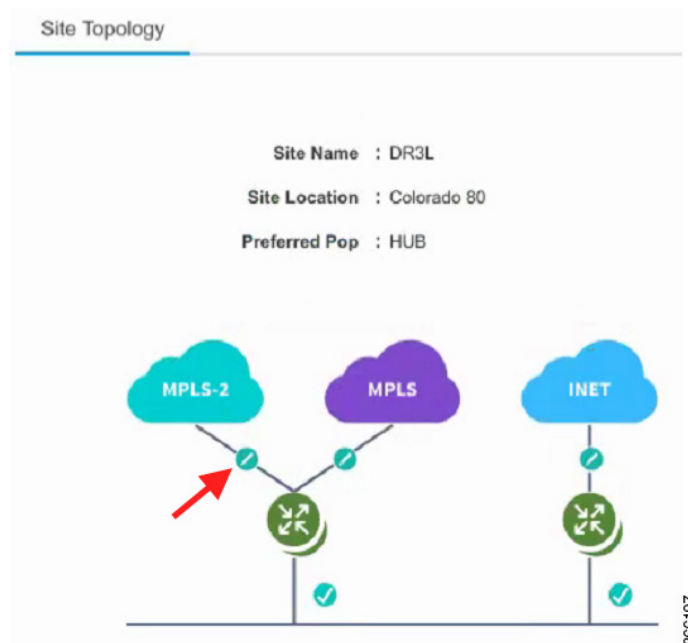 Site Topology
Site Name : DR3L
Site Location : Colorado 80
Preferred Pop : HUB
MPLS-2
MPLS
INET